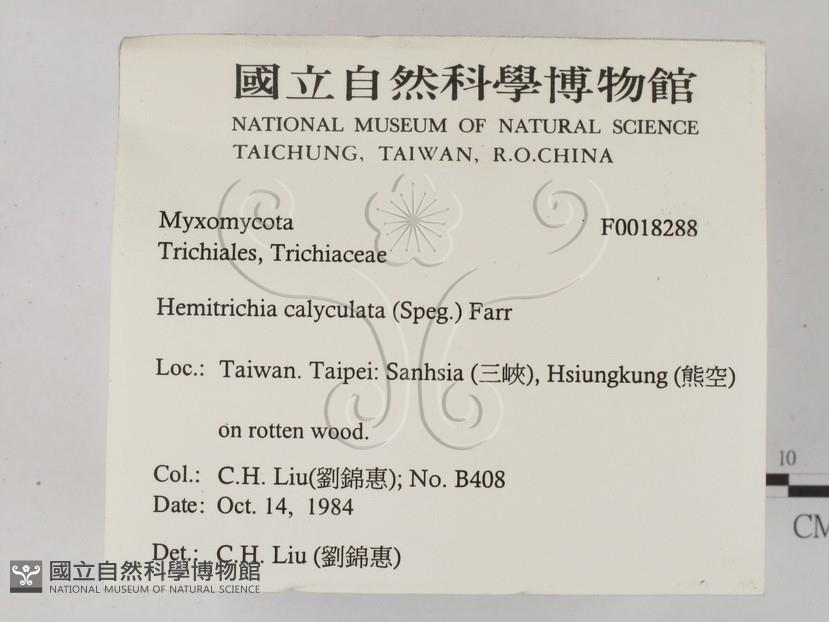 國立自然科學博物館
NATIONAL MUSEUM OF NATURAL SCIENCE
TAICHUNG, TAIWAN, R.O.CHINA
Myxomycota F0018288
Trichiales, Trichiaceae
Hemitrichia calyculata (Speg.) Farr
Loc.: Taiwan. Taipei: Sanhsia (三峽), Hsiungkung (熊空)
on rotten wood.
Col.: C.H. Liu(劉錦惠); No. B408
Date: Oct. 14, 1984
Det.: C.H. Liu (劉錦惠)
10
CM
國立自然科學博物館
NATIONAL MUSEUM OF NATURAL SCIENCE